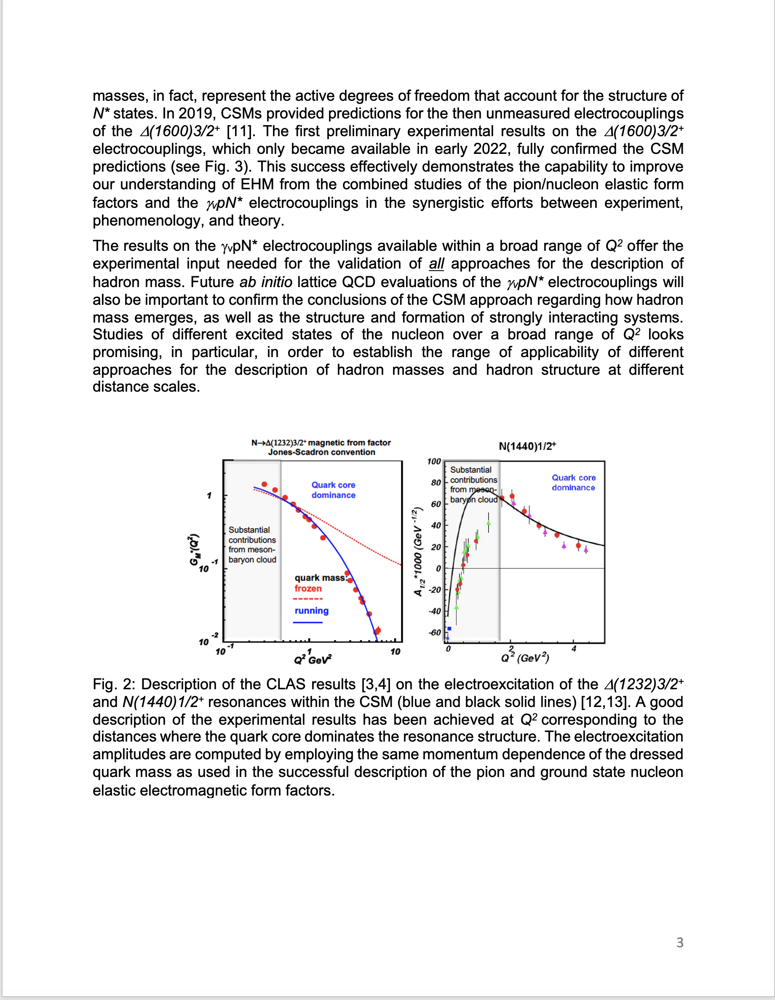 masses, in fact, represent the active degrees of freedom that account for the structure of
N* states. In 2019, CSMs provided predictions for the then unmeasured electrocouplings
of the Δ(1600)3/2⁺ [11]. The first preliminary experimental results on the Δ(1600)3/2⁺
electrocouplings, which only became available in early 2022, fully confirmed the CSM
predictions (see Fig. 3). This success effectively demonstrates the capability to improve
our understanding of EHM from the combined studies of the pion/nucleon elastic form
factors and the γᵥpN* electrocouplings in the synergistic efforts between experiment,
phenomenology, and theory.
The results on the γᵥpN* electrocouplings available within a broad range of Q² offer the
experimental input needed for the validation of all approaches for the description of
hadron mass. Future ab initio lattice QCD evaluations of the γᵥpN* electrocouplings will
also be important to confirm the conclusions of the CSM approach regarding how hadron
mass emerges, as well as the structure and formation of strongly interacting systems.
Studies of different excited states of the nucleon over a broad range of Q² looks
promising, in particular, in order to establish the range of applicability of different
approaches for the description of hadron masses and hadron structure at different
distance scales.
N→Δ(1232)3/2⁺ magnetic from factor
Jones-Scadron convention
Quark core
dominance
Substantial
contributions
from meson-
baryon cloud
quark mass:
frozen
running
G_M*(Q²)
1
10⁻¹
10⁻²
10⁻¹
1
10
Q² GeV²
N(1440)1/2⁺
Substantial
contributions
from meson-
baryon cloud
Quark core
dominance
A₁/₂*1000 (GeV⁻¹/²)
100
80
60
40
20
0
-20
-40
-60
0
2
4
Q² (GeV²)
Fig. 2: Description of the CLAS results [3,4] on the electroexcitation of the Δ(1232)3/2⁺
and N(1440)1/2⁺ resonances within the CSM (blue and black solid lines) [12,13]. A good
description of the experimental results has been achieved at Q² corresponding to the
distances where the quark core dominates the resonance structure. The electroexcitation
amplitudes are computed by employing the same momentum dependence of the dressed
quark mass as used in the successful description of the pion and ground state nucleon
elastic electromagnetic form factors.
3